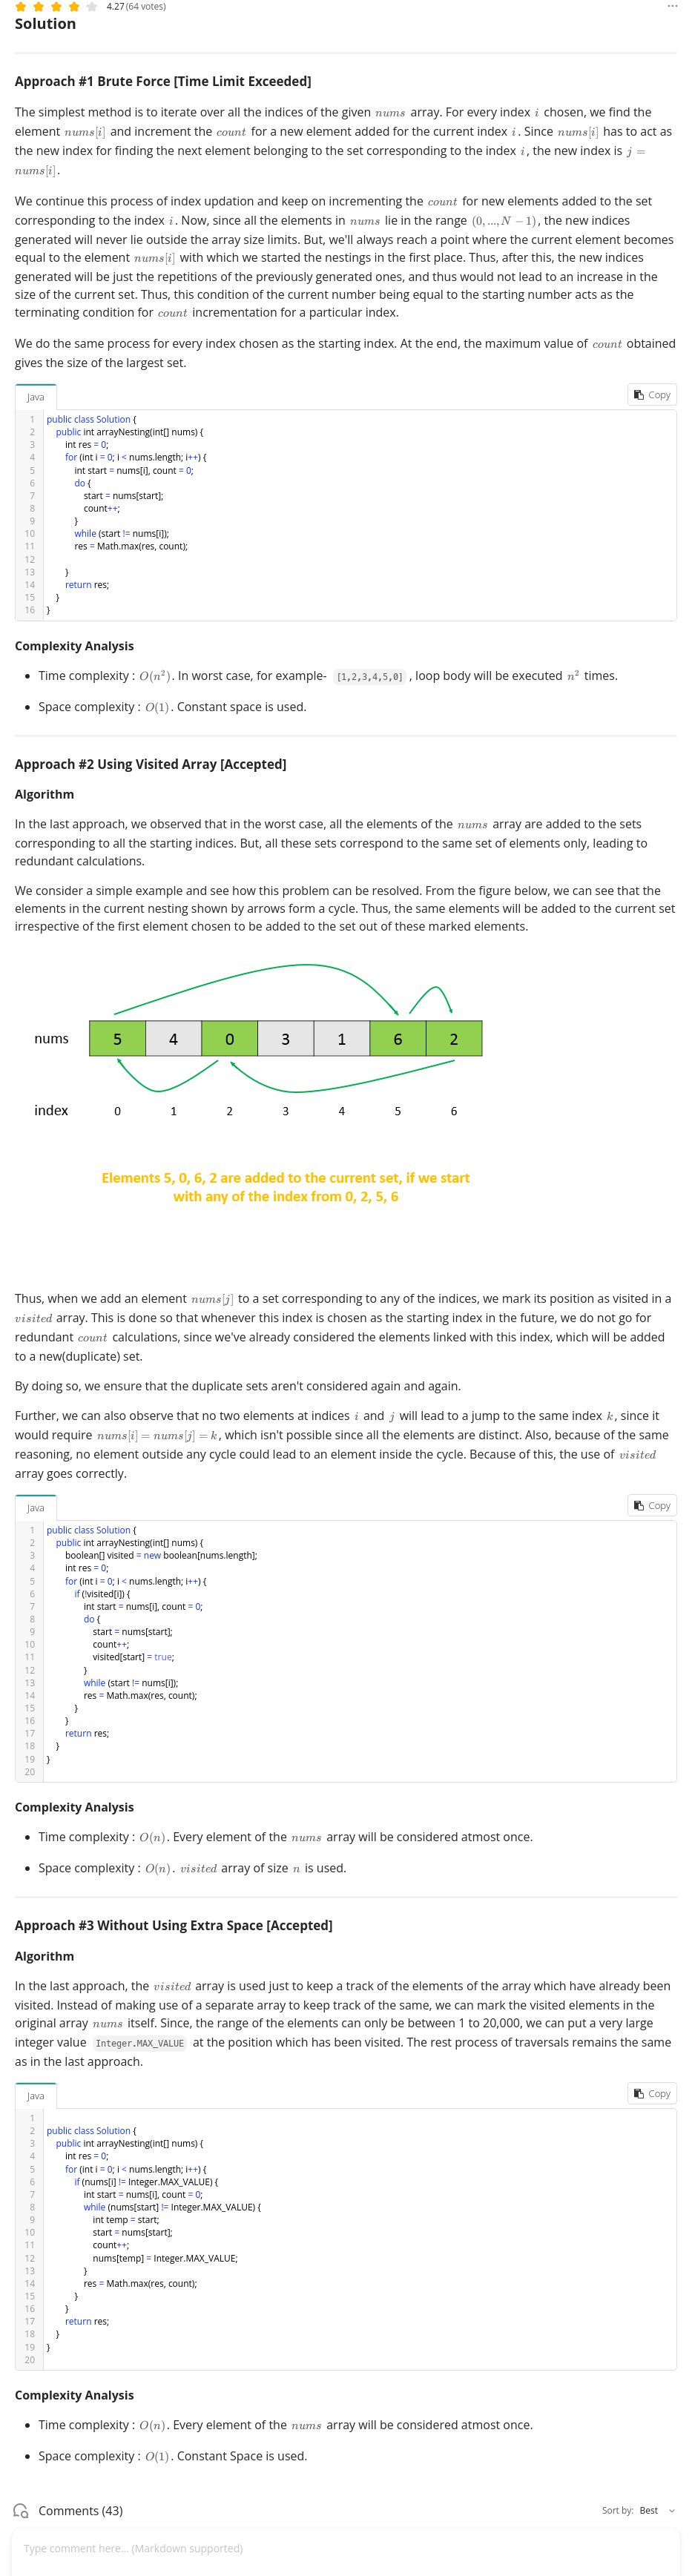 4.27 (64 votes)
Solution
Approach #1 Brute Force [Time Limit Exceeded]
The simplest method is to iterate over all the indices of the given nums array. For every index i chosen, we find the
element nums[i] and increment the count for a new element added for the current index i. Since nums[i] has to act as
the new index for finding the next element belonging to the set corresponding to the index i, the new index is j =
nums[i].
We continue this process of index updation and keep on incrementing the count for new elements added to the set
corresponding to the index i. Now, since all the elements in nums lie in the range (0, ..., N − 1), the new indices
generated will never lie outside the array size limits. But, we'll always reach a point where the current element becomes
equal to the element nums[i] with which we started the nestings in the first place. Thus, after this, the new indices
generated will be just the repetitions of the previously generated ones, and thus would not lead to an increase in the
size of the current set. Thus, this condition of the current number being equal to the starting number acts as the
terminating condition for count incrementation for a particular index.
We do the same process for every index chosen as the starting index. At the end, the maximum value of count obtained
gives the size of the largest set.
Java
Copy
1 public class Solution {
2 public int arrayNesting(int[] nums) {
3 int res = 0;
4 for (int i = 0; i < nums.length; i++) {
5 int start = nums[i], count = 0;
6 do {
7 start = nums[start];
8 count++;
9 }
10 while (start != nums[i]);
11 res = Math.max(res, count);
12
13 }
14 return res;
15 }
16 }
Complexity Analysis
• Time complexity : O(n²). In worst case, for example- [1,2,3,4,5,0] , loop body will be executed n² times.
• Space complexity : O(1). Constant space is used.
Approach #2 Using Visited Array [Accepted]
Algorithm
In the last approach, we observed that in the worst case, all the elements of the nums array are added to the sets
corresponding to all the starting indices. But, all these sets correspond to the same set of elements only, leading to
redundant calculations.
We consider a simple example and see how this problem can be resolved. From the figure below, we can see that the
elements in the current nesting shown by arrows form a cycle. Thus, the same elements will be added to the current set
irrespective of the first element chosen to be added to the set out of these marked elements.
nums 5 4 0 3 1 6 2
index 0 1 2 3 4 5 6
Elements 5, 0, 6, 2 are added to the current set, if we start
with any of the index from 0, 2, 5, 6
Thus, when we add an element nums[j] to a set corresponding to any of the indices, we mark its position as visited in a
visited array. This is done so that whenever this index is chosen as the starting index in the future, we do not go for
redundant count calculations, since we've already considered the elements linked with this index, which will be added
to a new(duplicate) set.
By doing so, we ensure that the duplicate sets aren't considered again and again.
Further, we can also observe that no two elements at indices i and j will lead to a jump to the same index k, since it
would require nums[i] = nums[j] = k, which isn't possible since all the elements are distinct. Also, because of the same
reasoning, no element outside any cycle could lead to an element inside the cycle. Because of this, the use of visited
array goes correctly.
Java
Copy
1 public class Solution {
2 public int arrayNesting(int[] nums) {
3 boolean[] visited = new boolean[nums.length];
4 int res = 0;
5 for (int i = 0; i < nums.length; i++) {
6 if (!visited[i]) {
7 int start = nums[i], count = 0;
8 do {
9 start = nums[start];
10 count++;
11 visited[start] = true;
12 }
13 while (start != nums[i]);
14 res = Math.max(res, count);
15 }
16 }
17 return res;
18 }
19 }
20
Complexity Analysis
• Time complexity : O(n). Every element of the nums array will be considered atmost once.
• Space complexity : O(n). visited array of size n is used.
Approach #3 Without Using Extra Space [Accepted]
Algorithm
In the last approach, the visited array is used just to keep a track of the elements of the array which have already been
visited. Instead of making use of a separate array to keep track of the same, we can mark the visited elements in the
original array nums itself. Since, the range of the elements can only be between 1 to 20,000, we can put a very large
integer value Integer.MAX_VALUE at the position which has been visited. The rest process of traversals remains the same
as in the last approach.
Java
Copy
1
2 public class Solution {
3 public int arrayNesting(int[] nums) {
4 int res = 0;
5 for (int i = 0; i < nums.length; i++) {
6 if (nums[i] != Integer.MAX_VALUE) {
7 int start = nums[i], count = 0;
8 while (nums[start] != Integer.MAX_VALUE) {
9 int temp = start;
10 start = nums[start];
11 count++;
12 nums[temp] = Integer.MAX_VALUE;
13 }
14 res = Math.max(res, count);
15 }
16 }
17 return res;
18 }
19 }
20
Complexity Analysis
• Time complexity : O(n). Every element of the nums array will be considered atmost once.
• Space complexity : O(1). Constant Space is used.
Comments (43)
Sort by: Best
Type comment here... (Markdown supported)